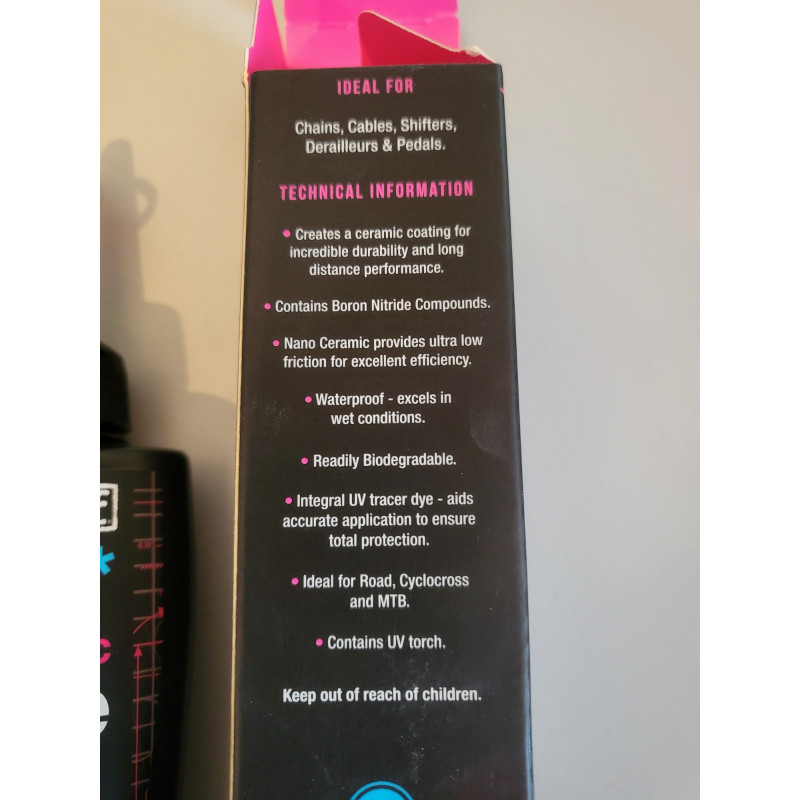 IDEAL FOR
Chains, Cables, Shifters,
Derailleurs & Pedals.
TECHNICAL INFORMATION
• Creates a ceramic coating for
incredible durability and long
distance performance.
• Contains Boron Nitride Compounds.
• Nano Ceramic provides ultra low
friction for excellent efficiency.
• Waterproof - excels in
wet conditions.
• Readily Biodegradable.
• Integral UV tracer dye - aids
accurate application to ensure
total protection.
• Ideal for Road, Cyclocross
and MTB.
• Contains UV torch.
Keep out of reach of children.